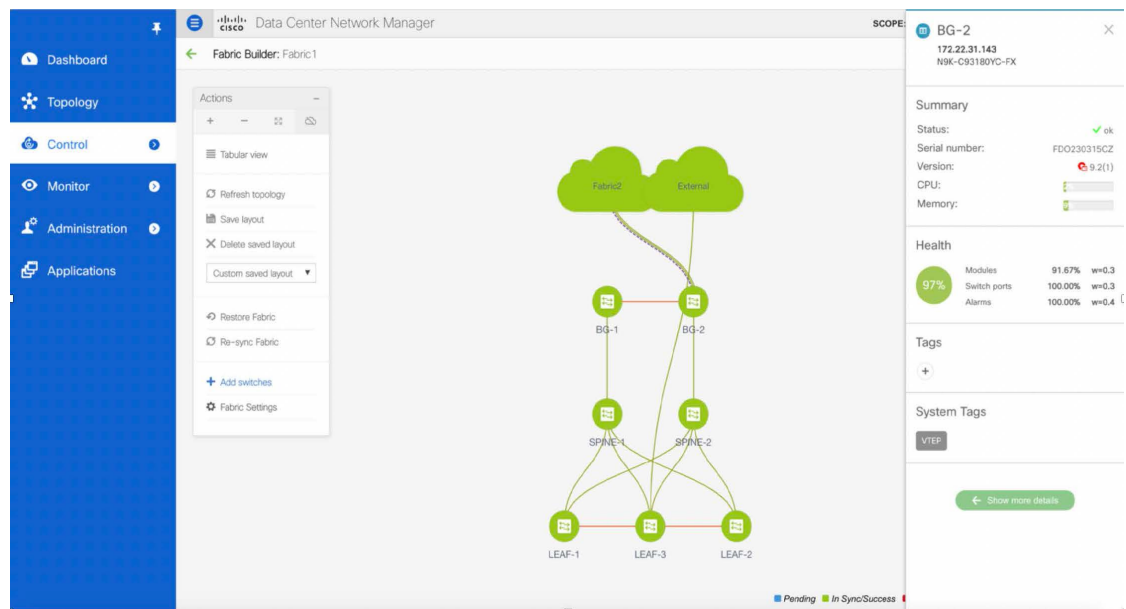 cisco Data Center Network Manager
SCOPE:
Dashboard
Topology
Control
Monitor
Administration
Applications
Fabric Builder: Fabric1
Actions
Tabular view
Refresh topology
Save layout
Delete saved layout
Custom saved layout
Restore Fabric
Re-sync Fabric
Add switches
Fabric Settings
Fabric2 External
BG-1 BG-2
SPINE-1 SPINE-2
LEAF-1 LEAF-3 LEAF-2
Pending In Sync/Success
BG-2
172.22.31.143
N9K-C93180YC-FX
Summary
Status: ok
Serial number: FDO230315CZ
Version: 9.2(1)
CPU:
Memory:
Health
97%
Modules 91.67% w=0.3
Switch ports 100.00% w=0.3
Alarms 100.00% w=0.4
Tags
+
System Tags
VTEP
Show more details